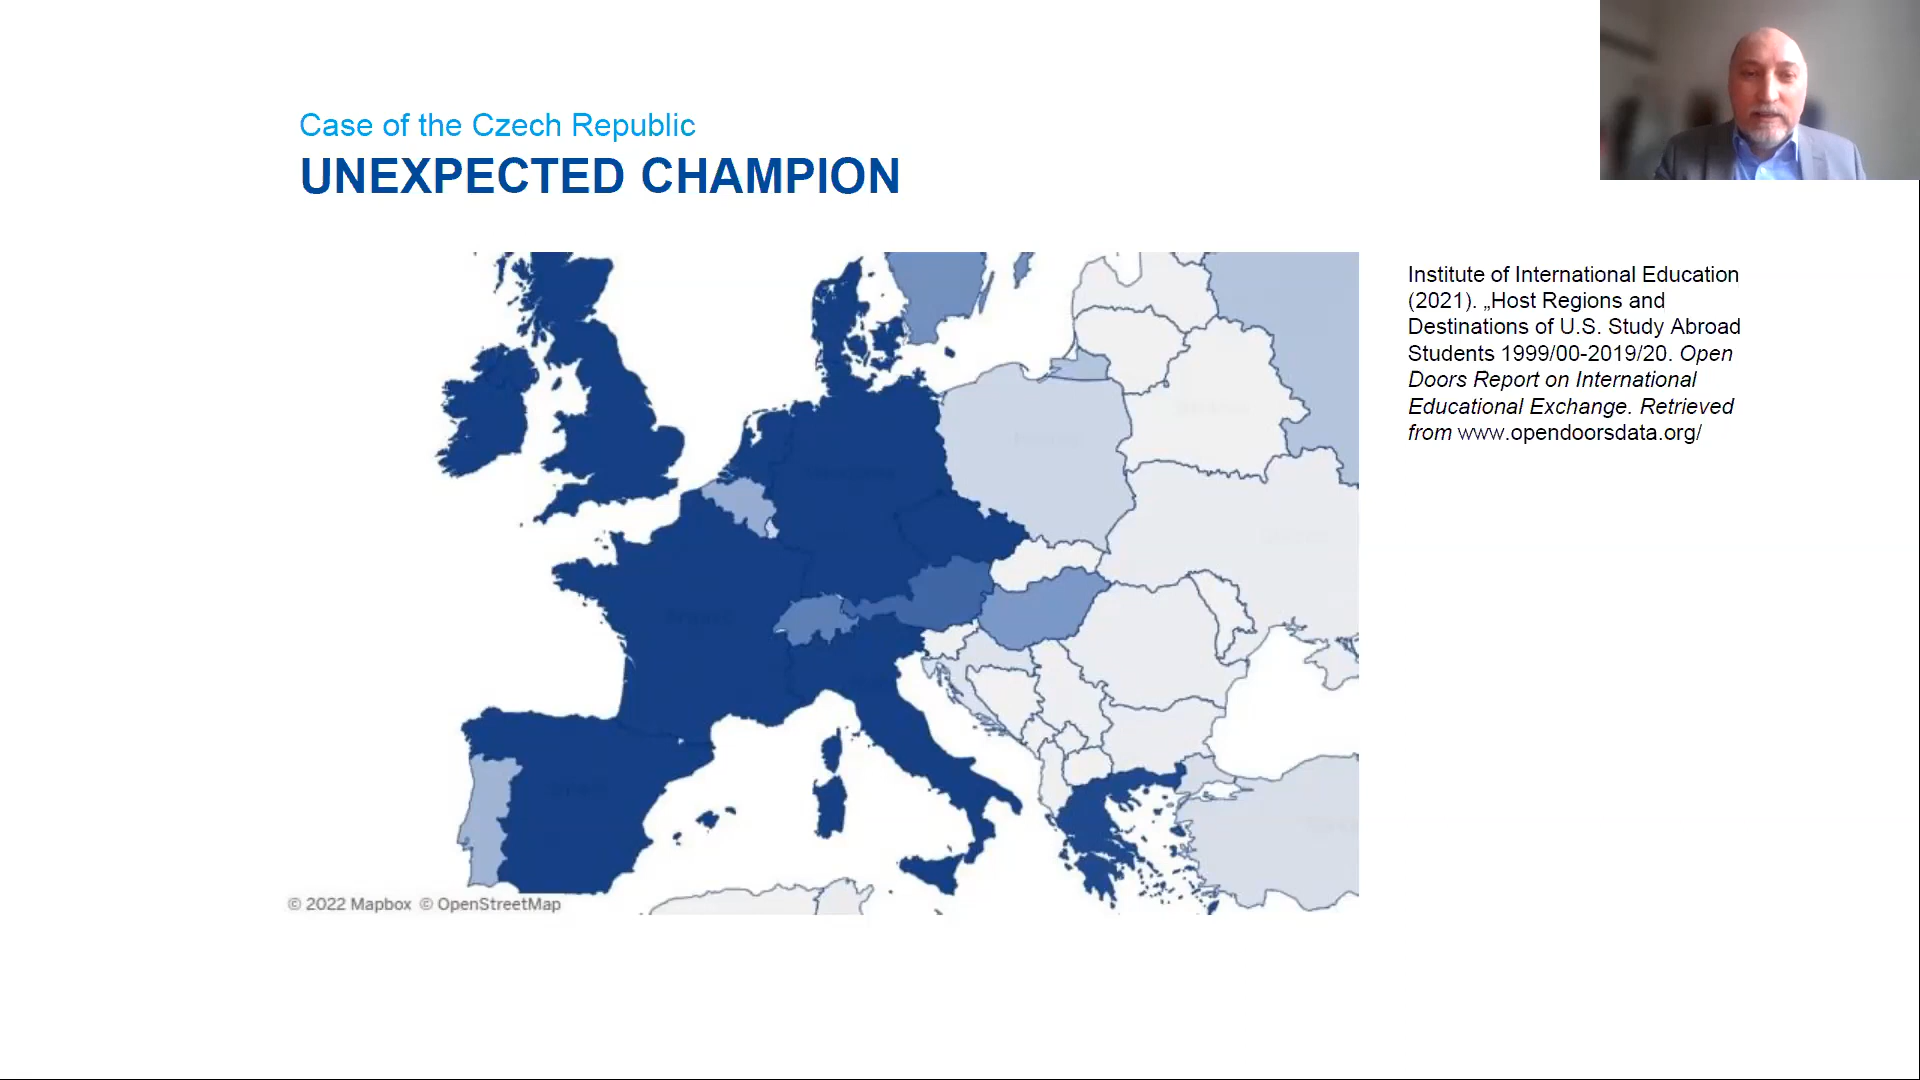 Case of the Czech Republic
UNEXPECTED CHAMPION
Institute of International Education
(2021). „Host Regions and
Destinations of U.S. Study Abroad
Students 1999/00-2019/20. Open
Doors Report on International
Educational Exchange. Retrieved
from www.opendoorsdata.org/
© 2022 Mapbox © OpenStreetMap